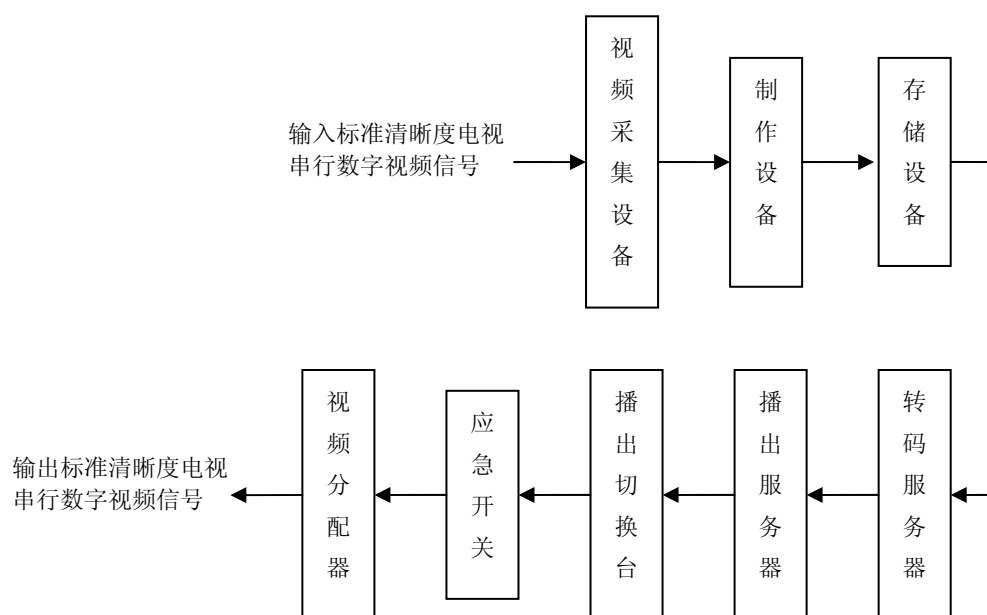 输入标准清晰度电视
串行数字视频信号
视频采集设备
制作设备
存储设备
转码服务器
播出服务器
播出切换台
应急开关
视频分配器
输出标准清晰度电视
串行数字视频信号